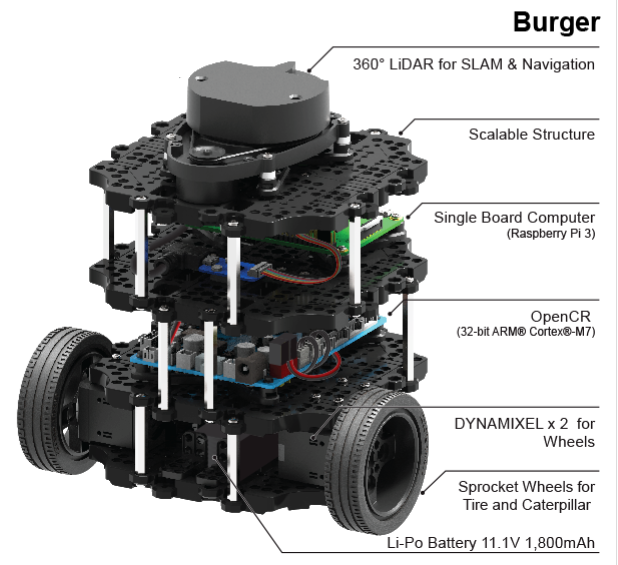 Burger
360° LiDAR for SLAM & Navigation
Scalable Structure
Single Board Computer
(Raspberry Pi 3)
OpenCR
(32-bit ARM® Cortex®-M7)
DYNAMIXEL x 2 for
Wheels
Sprocket Wheels for
Tire and Caterpillar
Li-Po Battery 11.1V 1,800mAh